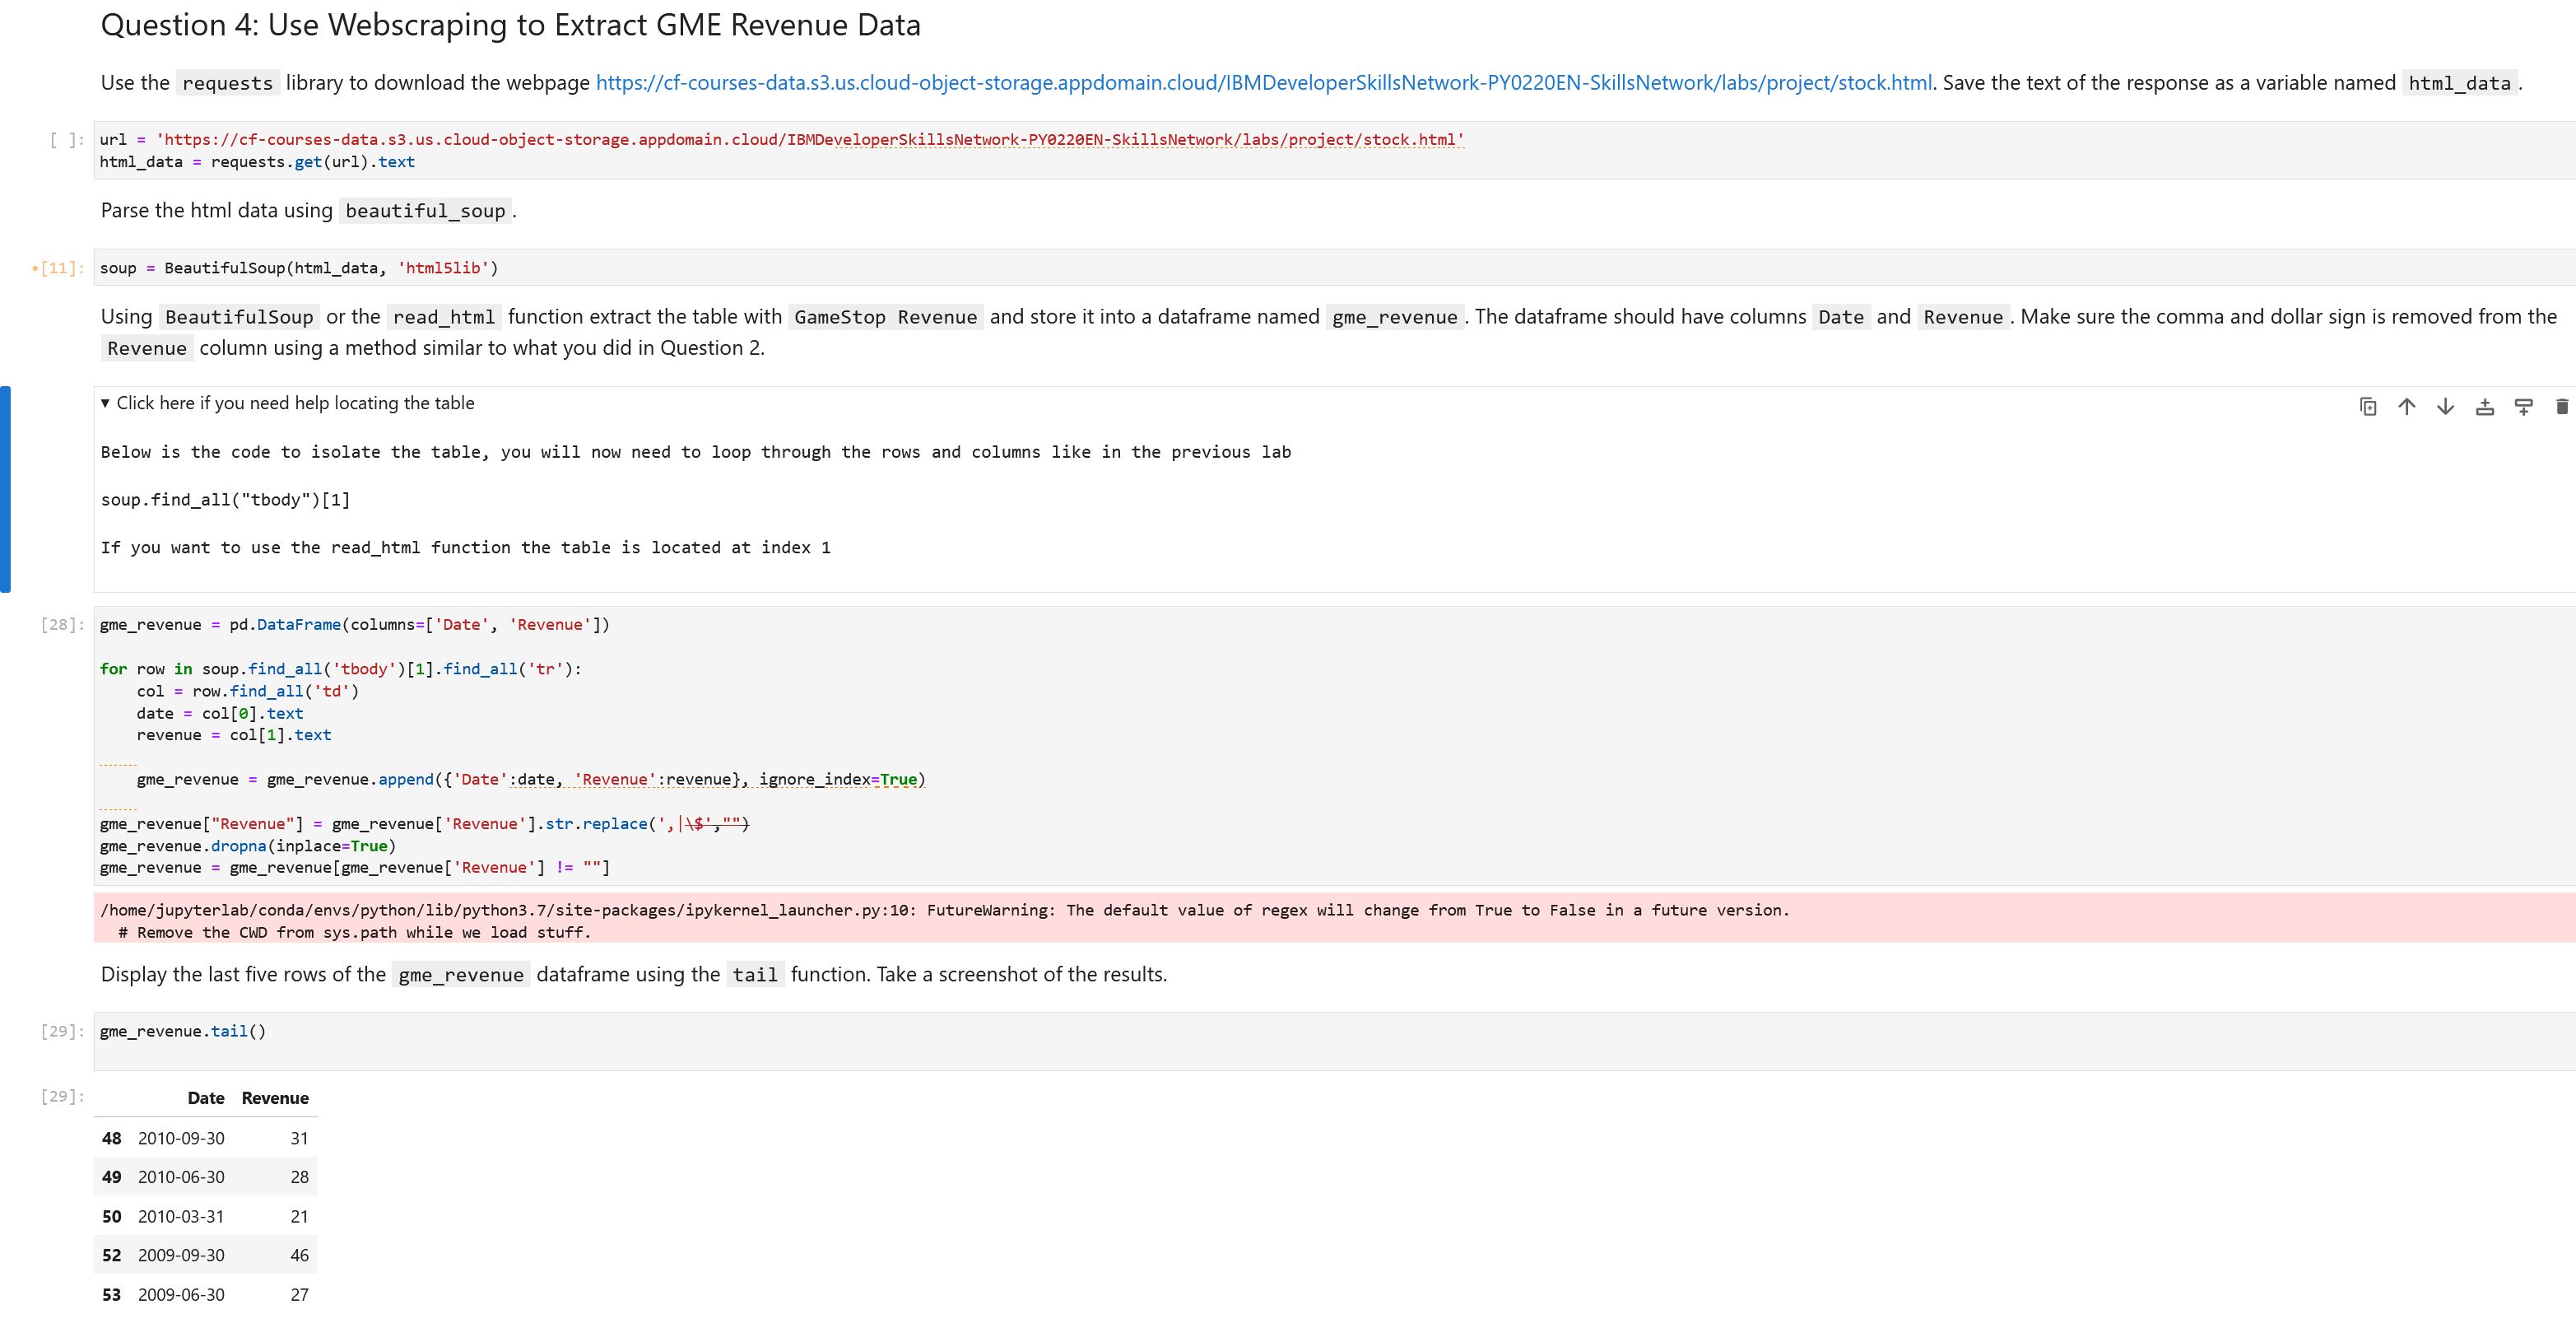 Question 4: Use Webscraping to Extract GME Revenue Data
Use the requests library to download the webpage https://cf-courses-data.s3.us.cloud-object-storage.appdomain.cloud/IBMDeveloperSkillsNetwork-PY0220EN-SkillsNetwork/labs/project/stock.html. Save the text of the response as a variable named html_data.
[ ]: url = 'https://cf-courses-data.s3.us.cloud-object-storage.appdomain.cloud/IBMDeveloperSkillsNetwork-PY0220EN-SkillsNetwork/labs/project/stock.html'
html_data = requests.get(url).text
Parse the html data using beautiful_soup.
•[11]: soup = BeautifulSoup(html_data, 'html5lib')
Using BeautifulSoup or the read_html function extract the table with GameStop Revenue and store it into a dataframe named gme_revenue. The dataframe should have columns Date and Revenue. Make sure the comma and dollar sign is removed from the
Revenue column using a method similar to what you did in Question 2.
▼ Click here if you need help locating the table
Below is the code to isolate the table, you will now need to loop through the rows and columns like in the previous lab
soup.find_all("tbody")[1]
If you want to use the read_html function the table is located at index 1
[28]: gme_revenue = pd.DataFrame(columns=['Date', 'Revenue'])
for row in soup.find_all('tbody')[1].find_all('tr'):
    col = row.find_all('td')
    date = col[0].text
    revenue = col[1].text
    gme_revenue = gme_revenue.append({'Date':date, 'Revenue':revenue}, ignore_index=True)
gme_revenue["Revenue"] = gme_revenue['Revenue'].str.replace(',|\$',"")
gme_revenue.dropna(inplace=True)
gme_revenue = gme_revenue[gme_revenue['Revenue'] != ""]
/home/jupyterlab/conda/envs/python/lib/python3.7/site-packages/ipykernel_launcher.py:10: FutureWarning: The default value of regex will change from True to False in a future version.
  # Remove the CWD from sys.path while we load stuff.
Display the last five rows of the gme_revenue dataframe using the tail function. Take a screenshot of the results.
[29]: gme_revenue.tail()
[29]: Date Revenue
48 2010-09-30 31
49 2010-06-30 28
50 2010-03-31 21
52 2009-09-30 46
53 2009-06-30 27